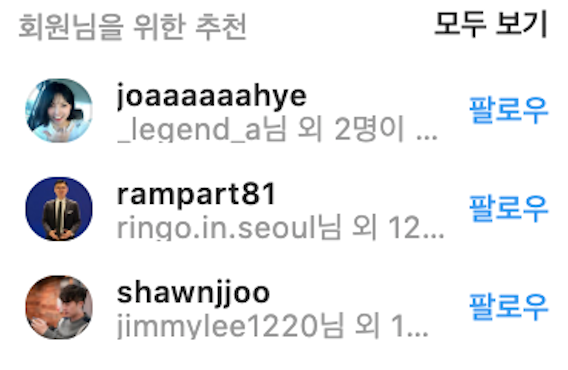 회원님을 위한 추천 모두 보기
joaaaaaahye
_legend_a님 외 2명이 ... 팔로우
rampart81
ringo.in.seoul님 외 12... 팔로우
shawnjjoo
jimmylee1220님 외 1... 팔로우